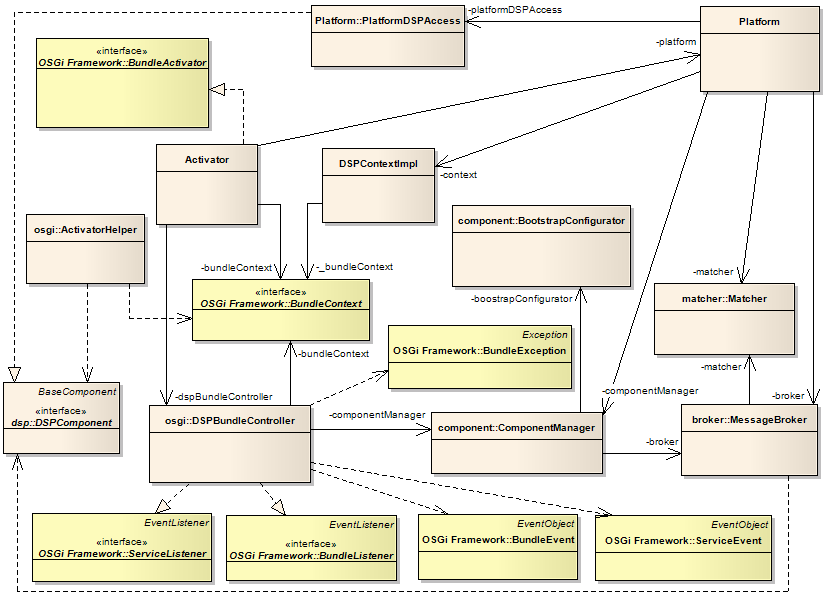 Platform::PlatformDSPAccess
-platformDSPAccess
Platform
-platform
«interface»
OSGi Framework::BundleActivator
Activator
DSPContextImpl
-context
osgi::ActivatorHelper
component::BootstrapConfigurator
-bundleContext
-_bundleContext
«interface»
OSGi Framework::BundleContext
-boostrapConfigurator
-matcher
matcher::Matcher
-bundleContext
Exception
OSGi Framework::BundleException
-matcher
BaseComponent
«interface»
dsp::DSPComponent
-dspBundleController
osgi::DSPBundleController
-componentManager
-componentManager
component::ComponentManager
-broker
-broker
broker::MessageBroker
EventListener
«interface»
OSGi Framework::ServiceListener
EventListener
«interface»
OSGi Framework::BundleListener
EventObject
OSGi Framework::BundleEvent
EventObject
OSGi Framework::ServiceEvent